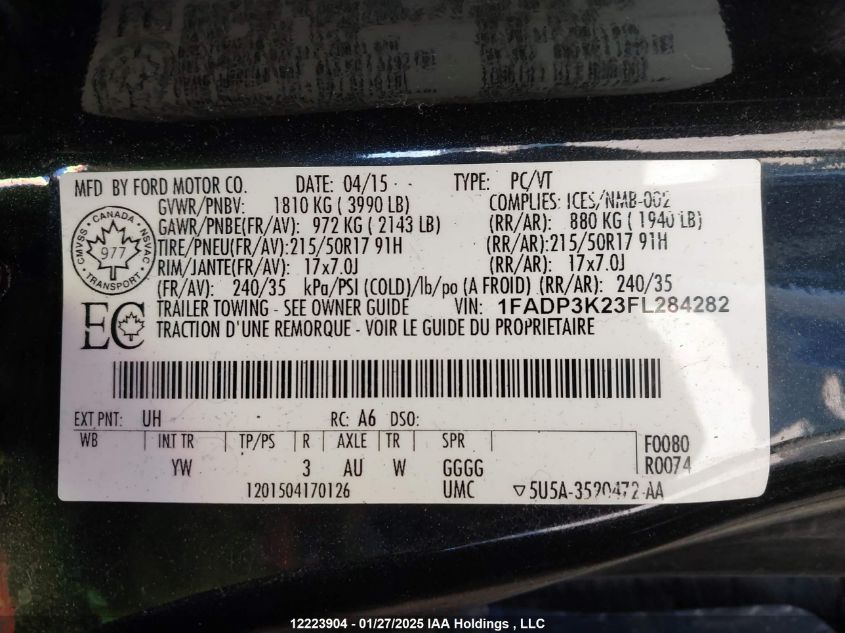 MFD BY FORD MOTOR CO. DATE: 04/15 TYPE: PC/VT
GVWR/PNBV: 1810 KG ( 3990 LB) COMPLIES: ICES/NMB-002
GAWR/PNBE(FR/AV): 972 KG ( 2143 LB) (RR/AR): 880 KG ( 1940 LB)
TIRE/PNEU(FR/AV):215/50R17 91H (RR/AR):215/50R17 91H
RIM/JANTE(FR/AV): 17x7.0J (RR/AR): 17x7.0J
(FR/AV): 240/35 kPa/PSI (COLD)/lb/po (A FROID) (RR/AR): 240/35
TRAILER TOWING - SEE OWNER GUIDE VIN: 1FADP3K23FL284282
TRACTION D'UNE REMORQUE - VOIR LE GUIDE DU PROPRIETAIRE
CMVSS - CANADA - NSVAC
977
TRANSPORT
EC
EXT PNT: UH RC: A6 DSO:
WB INT TR TP/PS R AXLE TR SPR F0080
YW 3 AU W GGGG R0074
1201504170126 UMC ▽5U5A-3590472-AA
12223904 - 01/27/2025 IAA Holdings , LLC